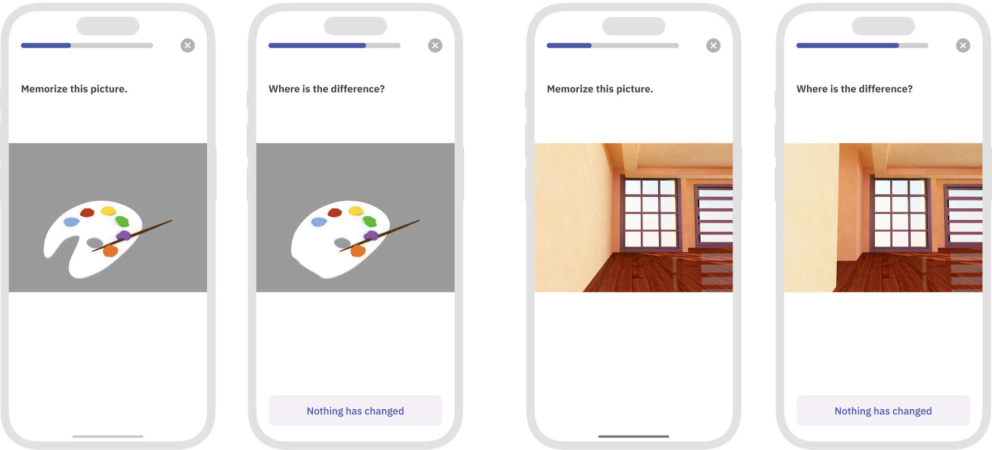 Memorize this picture.
Where is the difference?
Nothing has changed
Memorize this picture.
Where is the difference?
Nothing has changed